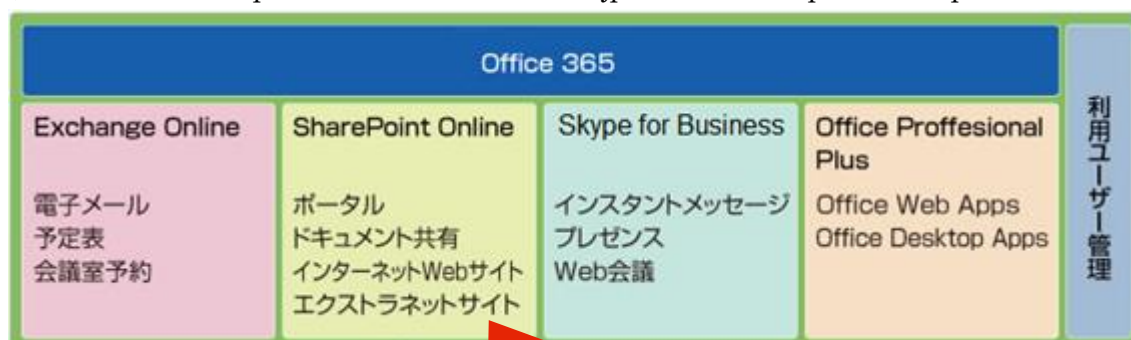 Office 365
Exchange Online
電子メール
予定表
会議室予約
SharePoint Online
ポータル
ドキュメント共有
インターネットWebサイト
エクストラネットサイト
Skype for Business
インスタントメッセージ
プレゼンス
Web会議
Office Proffesional
Plus
Office Web Apps
Office Desktop Apps
利用ユーザー管理